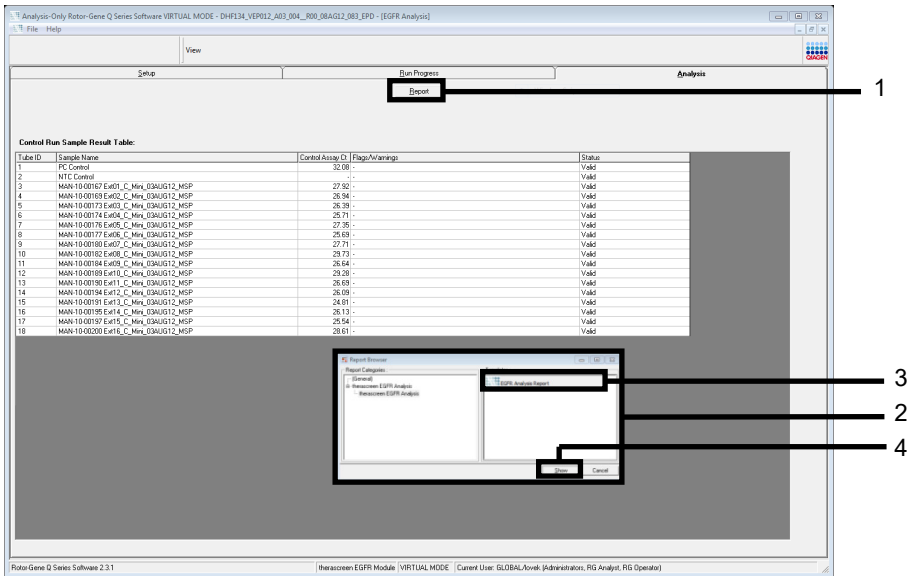 Analysis-Only Rotor-Gene Q Series Software VIRTUAL MODE - DHF134_VEP012_A03_004__R00_08AG12_083_EPD - [EGFR Analysis]
File Help
View
QIAGEN
Setup Run Progress Analysis
Report 1
Control Run Sample Result Table:
Tube ID Sample Name Control Assay Ct Flags/Warnings Status
1 PC Control 32.08 - Valid
2 NTC Control - - Valid
3 MAN-10-00167 Ext01_C_Mini_03AUG12_MSP 27.92 - Valid
4 MAN-10-00169 Ext02_C_Mini_03AUG12_MSP 26.94 - Valid
5 MAN-10-00173 Ext03_C_Mini_03AUG12_MSP 26.39 - Valid
6 MAN-10-00174 Ext04_C_Mini_03AUG12_MSP 25.71 - Valid
7 MAN-10-00176 Ext05_C_Mini_03AUG12_MSP 27.35 - Valid
8 MAN-10-00177 Ext06_C_Mini_03AUG12_MSP 25.69 - Valid
9 MAN-10-00180 Ext07_C_Mini_03AUG12_MSP 27.71 - Valid
10 MAN-10-00182 Ext08_C_Mini_03AUG12_MSP 29.73 - Valid
11 MAN-10-00184 Ext09_C_Mini_03AUG12_MSP 26.64 - Valid
12 MAN-10-00189 Ext10_C_Mini_03AUG12_MSP 29.28 - Valid
13 MAN-10-00190 Ext11_C_Mini_03AUG12_MSP 26.69 - Valid
14 MAN-10-00194 Ext12_C_Mini_03AUG12_MSP 26.09 - Valid
15 MAN-10-00191 Ext13_C_Mini_03AUG12_MSP 24.81 - Valid
16 MAN-10-00195 Ext14_C_Mini_03AUG12_MSP 26.13 - Valid
17 MAN-10-00197 Ext15_C_Mini_03AUG12_MSP 25.54 - Valid
18 MAN-10-00200 Ext16_C_Mini_03AUG12_MSP 28.61 - Valid
Report Browser
Report Categories
(General)
therascreen EGFR Analysis
therascreen EGFR Analysis
EGFR Analysis Report 3
2
4
Show Cancel
Rotor-Gene Q Series Software 2.3.1 therascreen EGFR Module VIRTUAL MODE Current User: GLOBAL/lovek (Administrators, RG Analyst, RG Operator)